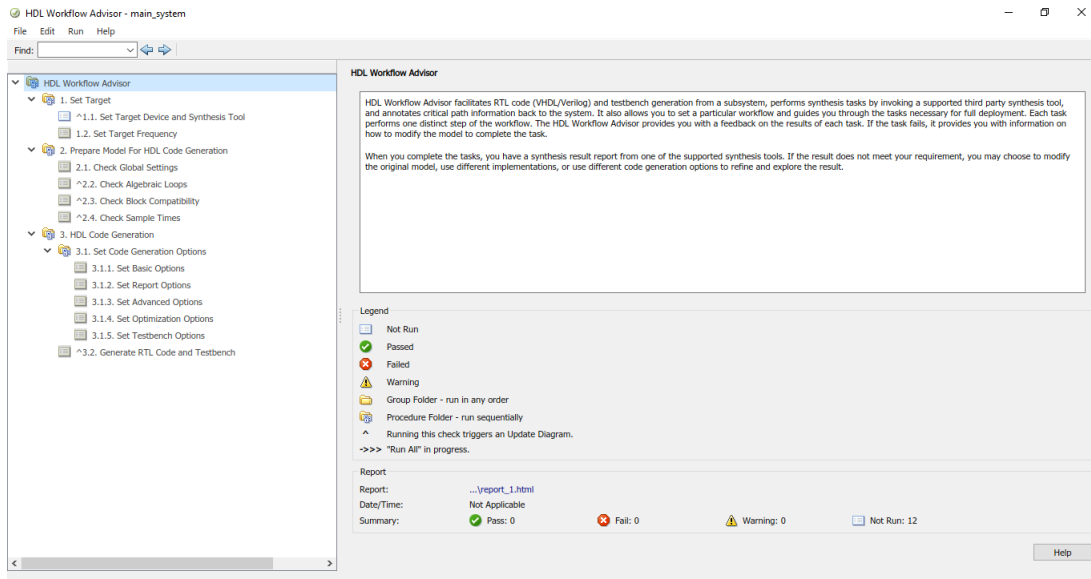 HDL Workflow Advisor - main_system
File Edit Run Help
Find:
HDL Workflow Advisor
1. Set Target
^1.1. Set Target Device and Synthesis Tool
1.2. Set Target Frequency
2. Prepare Model For HDL Code Generation
2.1. Check Global Settings
^2.2. Check Algebraic Loops
^2.3. Check Block Compatibility
^2.4. Check Sample Times
3. HDL Code Generation
3.1. Set Code Generation Options
3.1.1. Set Basic Options
3.1.2. Set Report Options
3.1.3. Set Advanced Options
3.1.4. Set Optimization Options
3.1.5. Set Testbench Options
^3.2. Generate RTL Code and Testbench
HDL Workflow Advisor
HDL Workflow Advisor facilitates RTL code (VHDL/Verilog) and testbench generation from a subsystem, performs synthesis tasks by invoking a supported third party synthesis tool,
and annotates critical path information back to the system. It also allows you to set a particular workflow and guides you through the tasks necessary for full deployment. Each task
performs one distinct step of the workflow. The HDL Workflow Advisor provides you with a feedback on the results of each task. If the task fails, it provides you with information on
how to modify the model to complete the task.
When you complete the tasks, you have a synthesis result report from one of the supported synthesis tools. If the result does not meet your requirement, you may choose to modify
the original model, use different implementations, or use different code generation options to refine and explore the result.
Legend
Not Run
Passed
Failed
Warning
Group Folder - run in any order
Procedure Folder - run sequentially
^ Running this check triggers an Update Diagram.
->>> "Run All" in progress.
Report
Report: ...\report_1.html
Date/Time: Not Applicable
Summary: Pass: 0 Fail: 0 Warning: 0 Not Run: 12
Help